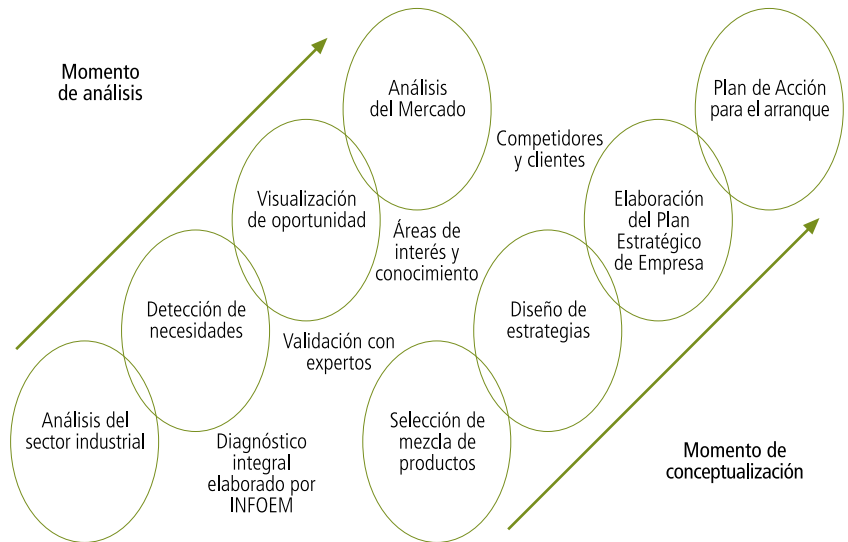 Momento
de análisis
Análisis
del Mercado
Plan de Acción
para el arranque
Competidores
y clientes
Visualización
de oportunidad
Elaboración
del Plan
Estratégico
de Empresa
Áreas de
interés y
conocimiento
Detección de
necesidades
Diseño de
estrategias
Validación con
expertos
Análisis del
sector industrial
Selección de
mezcla de
productos
Diagnóstico
integral
elaborado por
INFOEM
Momento de
conceptualización